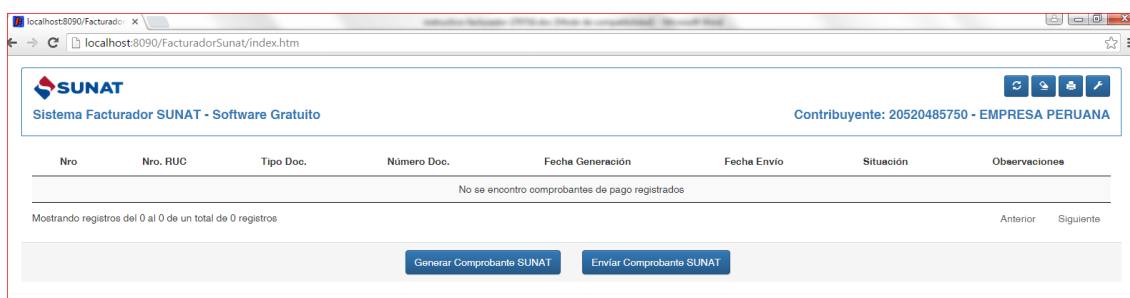 localhost:8090/Facturador
localhost:8090/FacturadorSunat/index.htm
SUNAT
Sistema Facturador SUNAT - Software Gratuito
Contribuyente: 20520485750 - EMPRESA PERUANA
Nro Nro. RUC Tipo Doc. Número Doc. Fecha Generación Fecha Envío Situación Observaciones
No se encontro comprobantes de pago registrados
Mostrando registros del 0 al 0 de un total de 0 registros
Anterior Siguiente
Generar Comprobante SUNAT Envíar Comprobante SUNAT